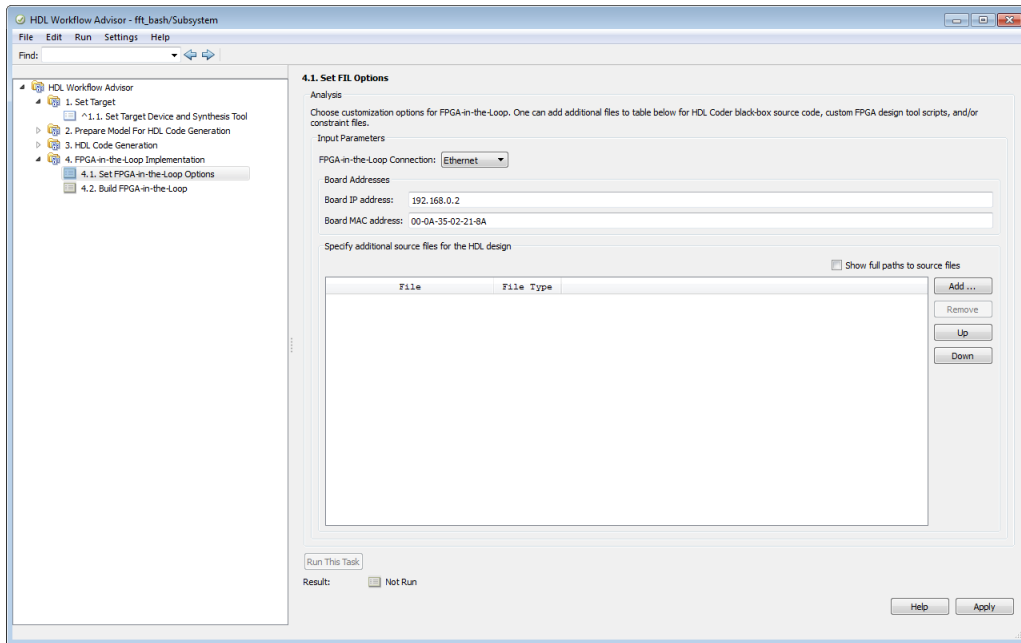 HDL Workflow Advisor - fft_bash/Subsystem
File Edit Run Settings Help
Find:
HDL Workflow Advisor
1. Set Target
^1.1. Set Target Device and Synthesis Tool
2. Prepare Model For HDL Code Generation
3. HDL Code Generation
4. FPGA-in-the-Loop Implementation
4.1. Set FPGA-in-the-Loop Options
4.2. Build FPGA-in-the-Loop
4.1. Set FIL Options
Analysis
Choose customization options for FPGA-in-the-Loop. One can add additional files to table below for HDL Coder black-box source code, custom FPGA design tool scripts, and/or
constraint files.
Input Parameters
FPGA-in-the-Loop Connection: Ethernet
Board Addresses
Board IP address: 192.168.0.2
Board MAC address: 00-0A-35-02-21-8A
Specify additional source files for the HDL design
Show full paths to source files
File File Type
Add ...
Remove
Up
Down
Run This Task
Result: Not Run
Help Apply